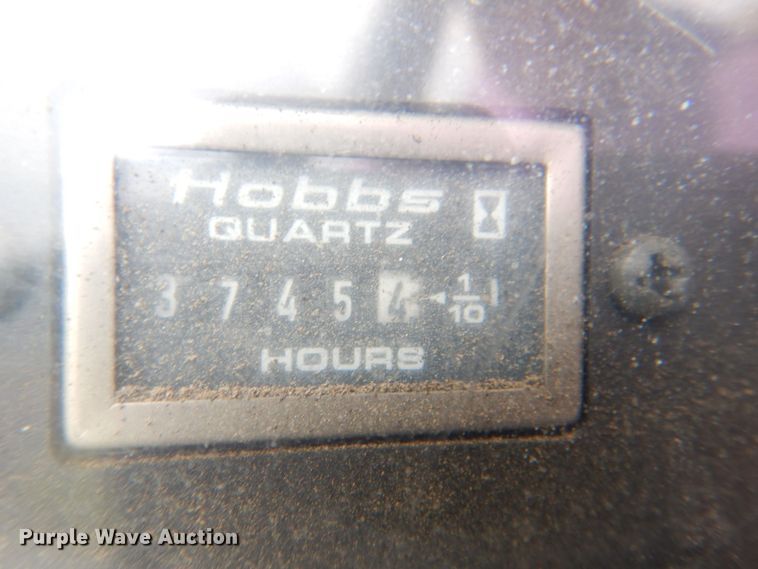 Hobbs
QUARTZ
3 7 4 5 4 1/10
HOURS
Purple Wave Auction